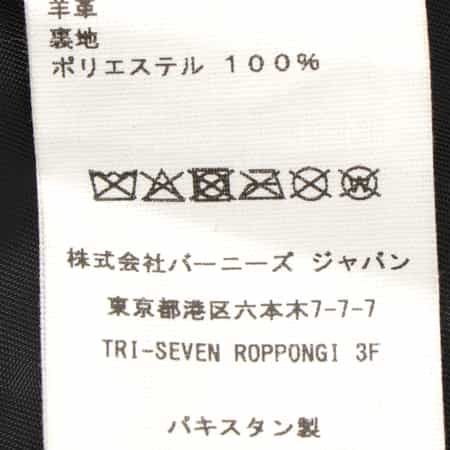 羊革
裏地
ポリエステル 100%
株式会社バーニーズ ジャパン
東京都港区六本木7-7-7
TRI-SEVEN ROPPONGI 3F
パキスタン製